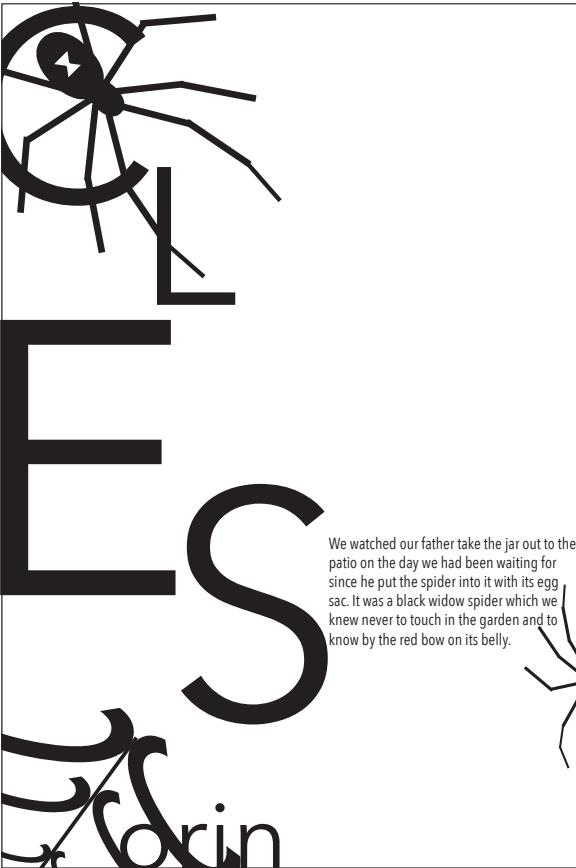 C
L
E
S
We watched our father take the jar out to the
patio on the day we had been waiting for
since he put the spider into it with its egg
sac. It was a black widow spider which we
knew never to touch in the garden and to
know by the red bow on its belly.
orin